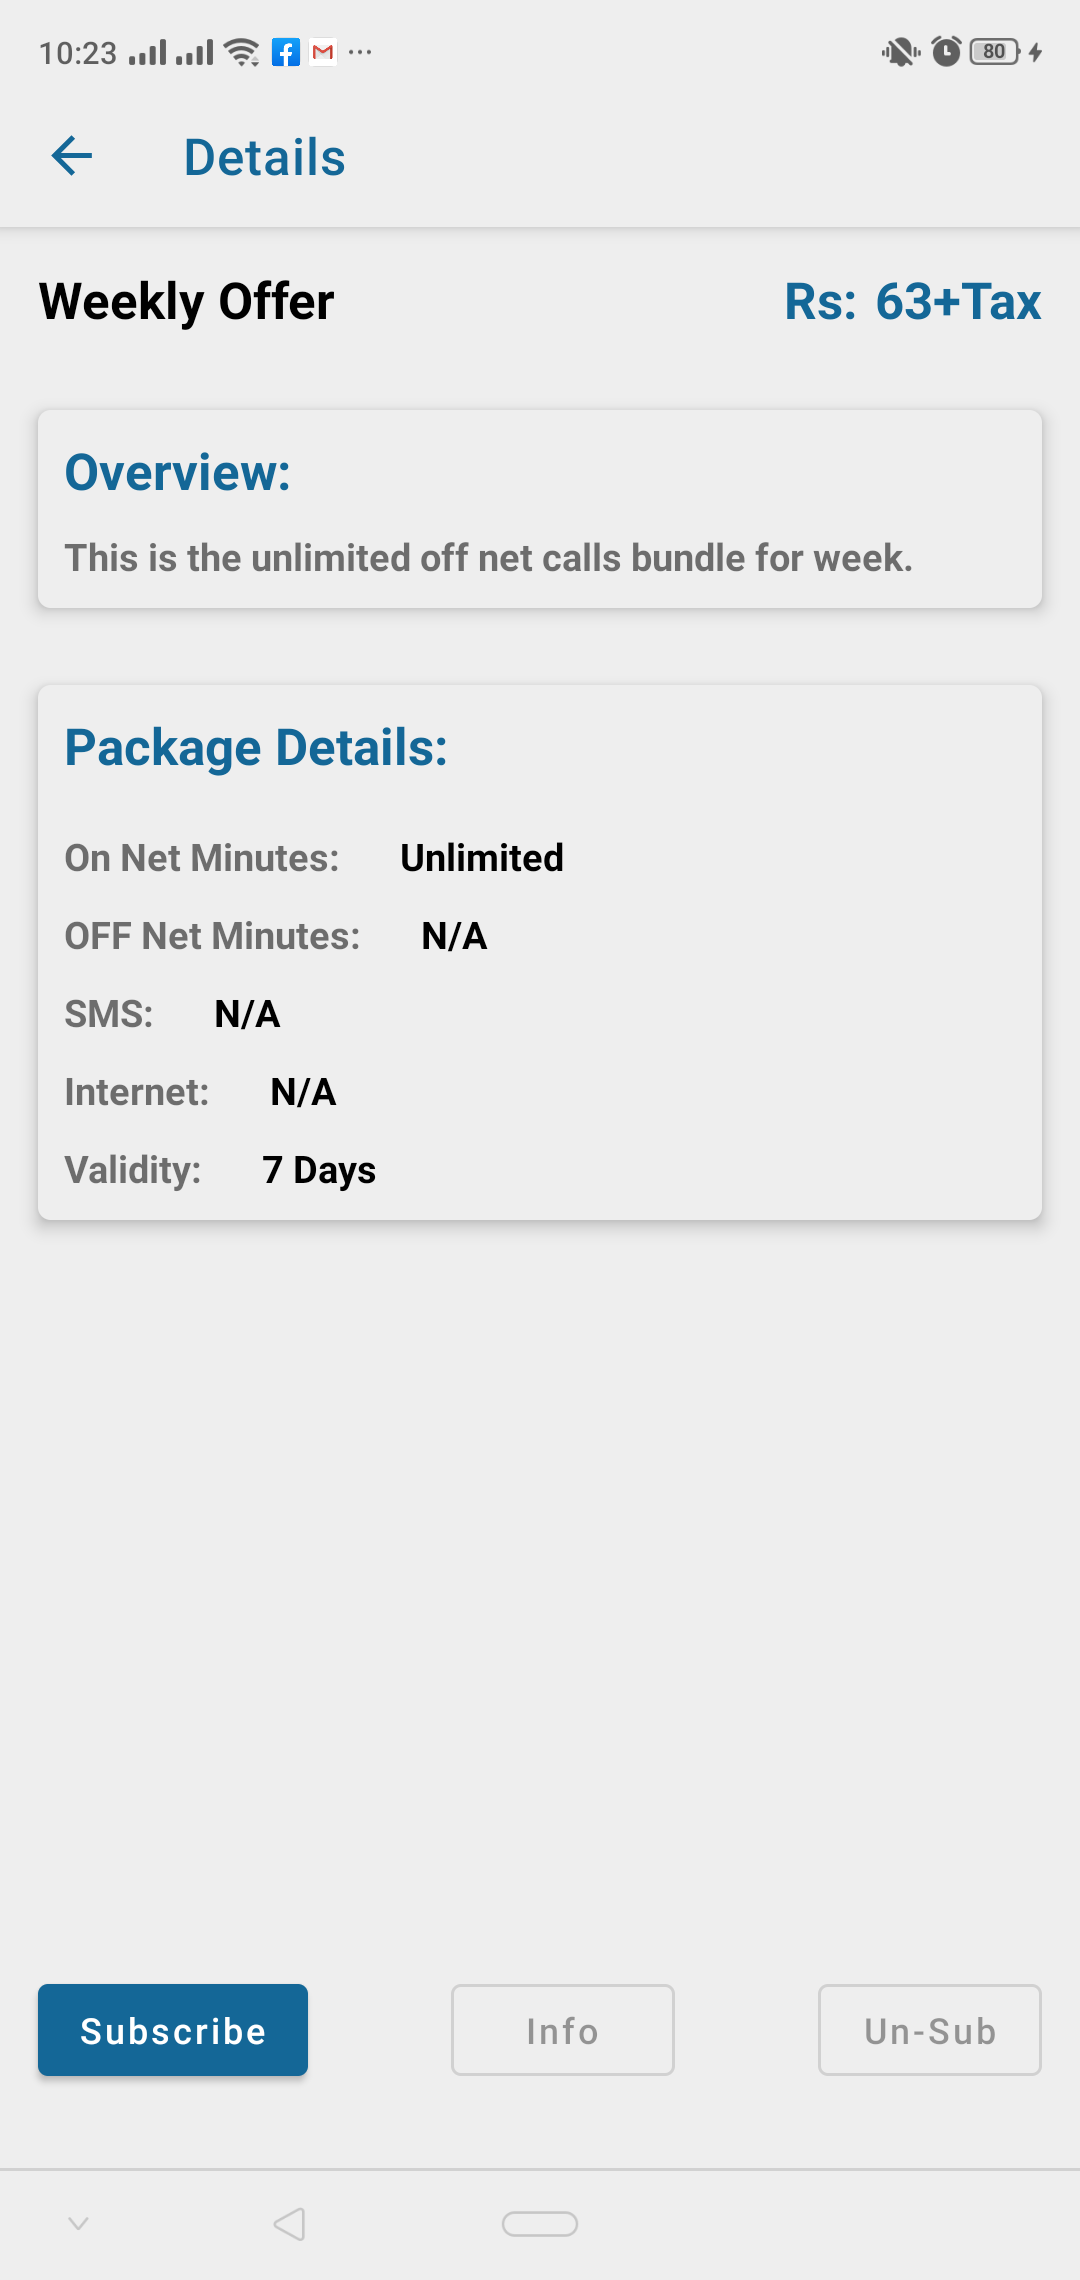 10:23
80
Details
Weekly Offer Rs: 63+Tax
Overview:
This is the unlimited off net calls bundle for week.
Package Details:
On Net Minutes: Unlimited
OFF Net Minutes: N/A
SMS: N/A
Internet: N/A
Validity: 7 Days
Subscribe Info Un-Sub